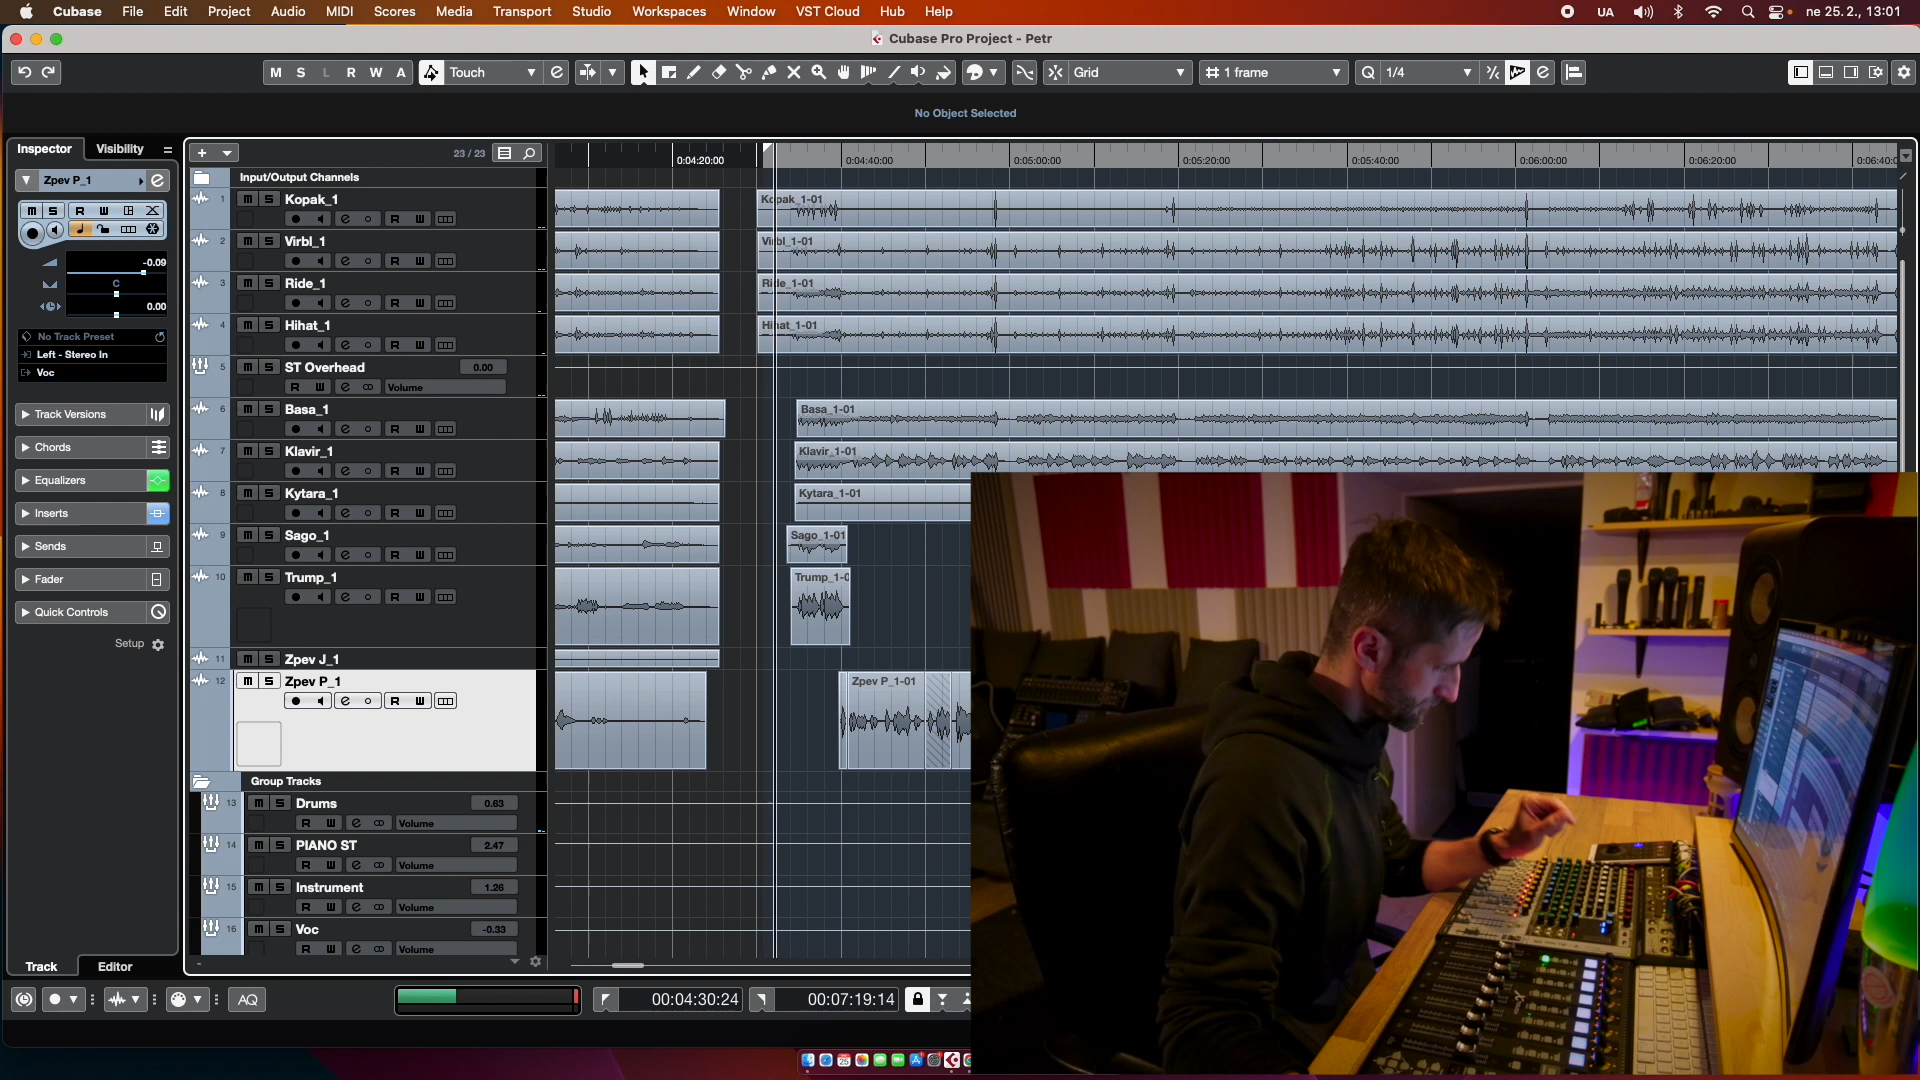 Cubase File Edit Project Audio MIDI Scores Media Transport Studio Workspaces Window VST Cloud Hub Help
UA ne 25.2., 13:01
Cubase Pro Project - Petr
M S L R W A Touch Grid 1 frame Q 1/4
No Object Selected
Inspector Visibility
23 / 23
0:04:20:00 0:04:40:00 0:05:00:00 0:05:20:00 0:05:40:00 0:06:00:00 0:06:20:00
Zpev P_1
-0.09
C
0.00
No Track Preset
Left - Stereo In
Voc
Track Versions
Chords
Equalizers
Inserts
Sends
Fader
Quick Controls
Setup
Track Editor
Input/Output Channels
1 m S Kopak_1
R W
2 m S Virbl_1
R W
3 m S Ride_1
R W
4 m S Hihat_1
R W
5 m S ST Overhead 0.00
R W Volume
6 m S Basa_1
R W
7 m S Klavir_1
R W
8 m S Kytara_1
R W
9 m S Sago_1
R W
10 m S Trump_1
R W
11 m S Zpev J_1
12 m S Zpev P_1
R W
Group Tracks
13 m S Drums 0.63
R W Volume
14 m S PIANO ST 2.47
R W Volume
15 m S Instrument 1.26
R W Volume
16 m S Voc -0.33
R W Volume
Kopak_1-01
Virbl_1-01
Ride_1-01
Hihat_1-01
Basa_1-01
Klavir_1-01
Kytara_1-01
Sago_1-01
Trump_1-0
Zpev P_1-01
AQ 00:04:30:24 00:07:19:14